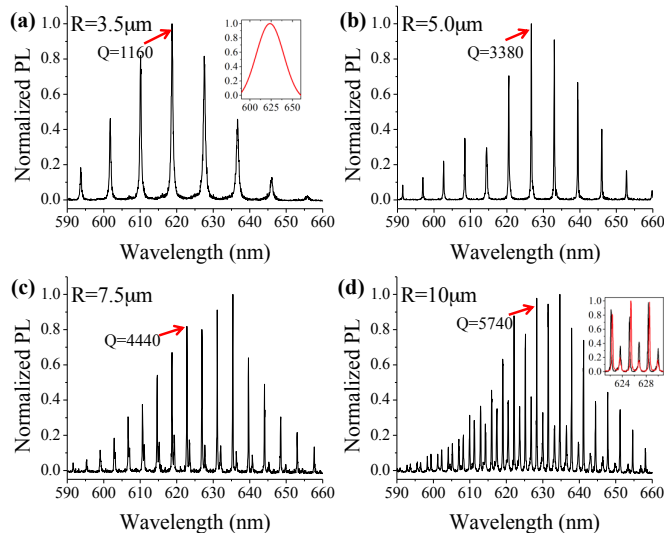 (a) R=3.5μm
Q=1160
Normalized PL
1.0
0.8
0.6
0.4
0.2
0.0
590 600 610 620 630 640 650 660
Wavelength (nm)
1.0
0.8
0.6
0.4
0.2
0.0
600 625 650
(b) R=5.0μm
Q=3380
Normalized PL
1.0
0.8
0.6
0.4
0.2
0.0
590 600 610 620 630 640 650 660
Wavelength (nm)
(c) R=7.5μm
Q=4440
Normalized PL
1.0
0.8
0.6
0.4
0.2
0.0
590 600 610 620 630 640 650 660
Wavelength (nm)
(d) R=10μm
Q=5740
Normalized PL
1.0
0.8
0.6
0.4
0.2
0.0
590 600 610 620 630 640 650 660
Wavelength (nm)
1.0
0.8
0.6
0.4
0.2
0.0
624 628